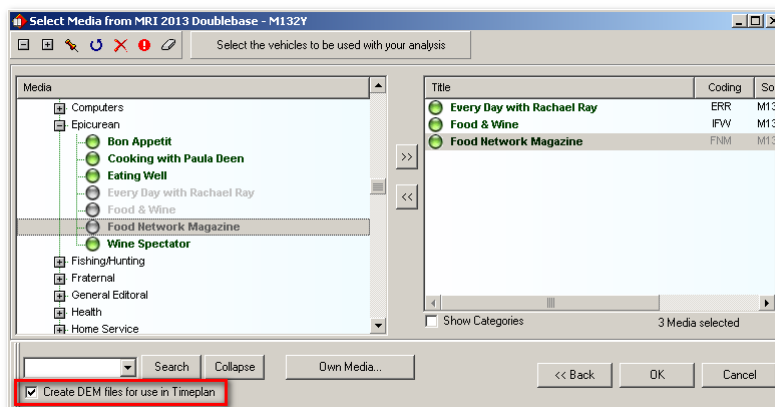 Select Media from MRI 2013 Doublebase - M132Y
Select the vehicles to be used with your analysis
Media
Computers
Epicurean
Bon Appetit
Cooking with Paula Deen
Eating Well
Every Day with Rachael Ray
Food & Wine
Food Network Magazine
Wine Spectator
Fishing/Hunting
Fraternal
General Editoral
Health
Home Service
>>
<<
Title Coding So
Every Day with Rachael Ray ERR M13
Food & Wine IFW M13
Food Network Magazine FNM M13
Show Categories 3 Media selected
Search Collapse Own Media... << Back OK Cancel
Create DEM files for use in Timeplan